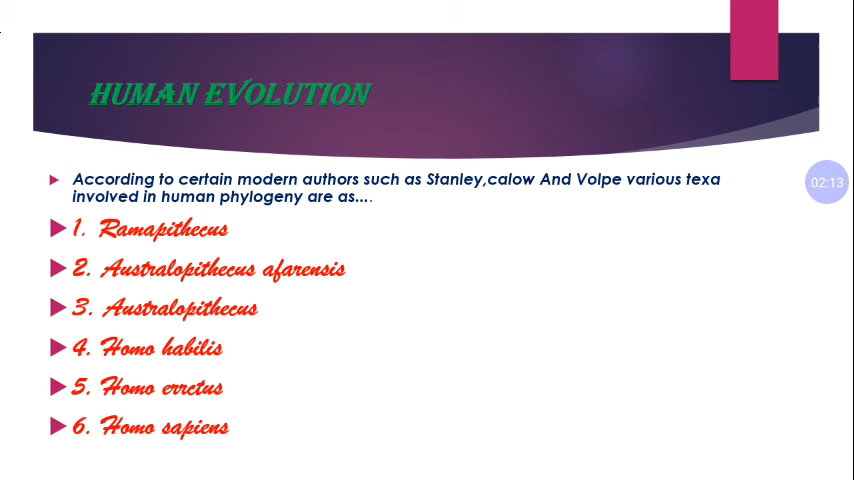 HUMAN EVOLUTION
According to certain modern authors such as Stanley,calow And Volpe various texa
involved in human phylogeny are as....
1. Ramapithecus
2. Australopithecus afarensis
3. Australopithecus
4. Homo habilis
5. Homo errctus
6. Homo sapiens
02:13